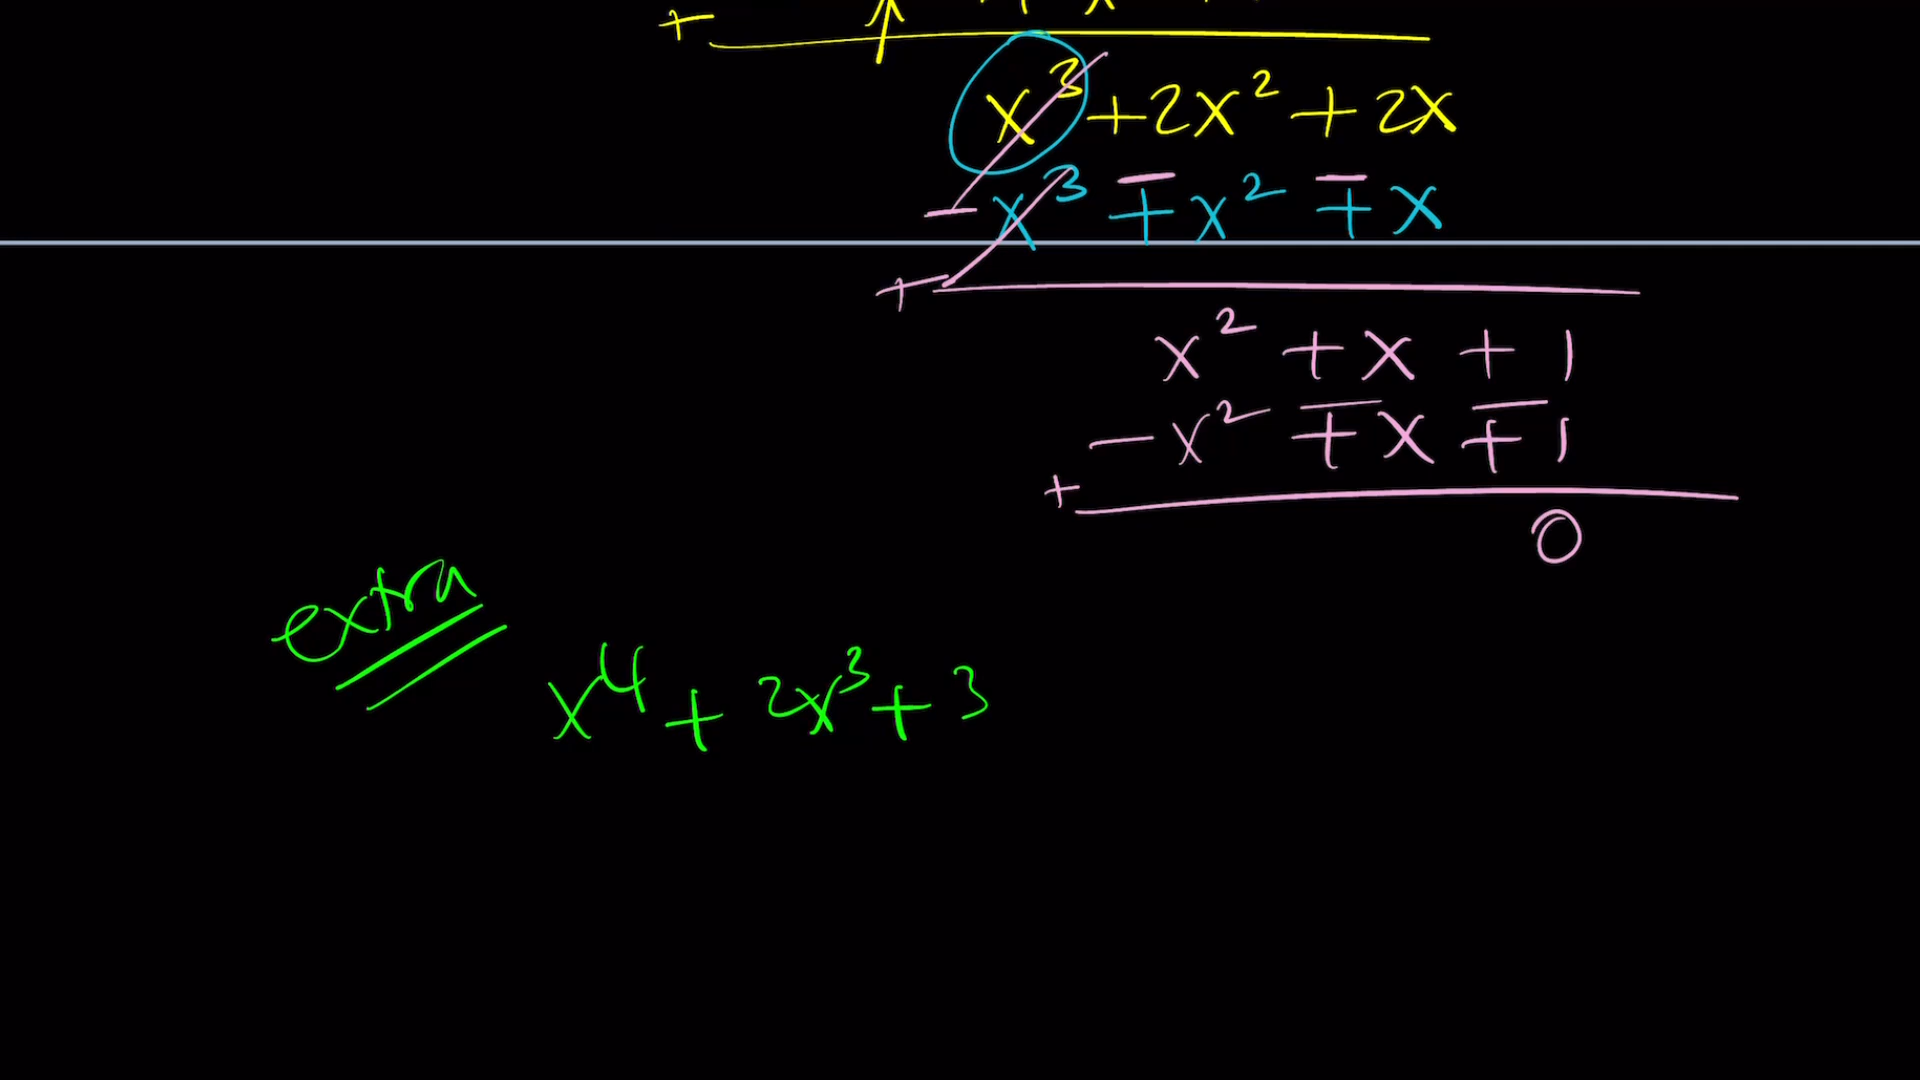 +
x³ + 2x² + 2x
- x³ ∓ x² ∓ x
+
x² + x + 1
- x² ∓ x ∓ 1
+
0
extra
x⁴ + 2x³ + 3